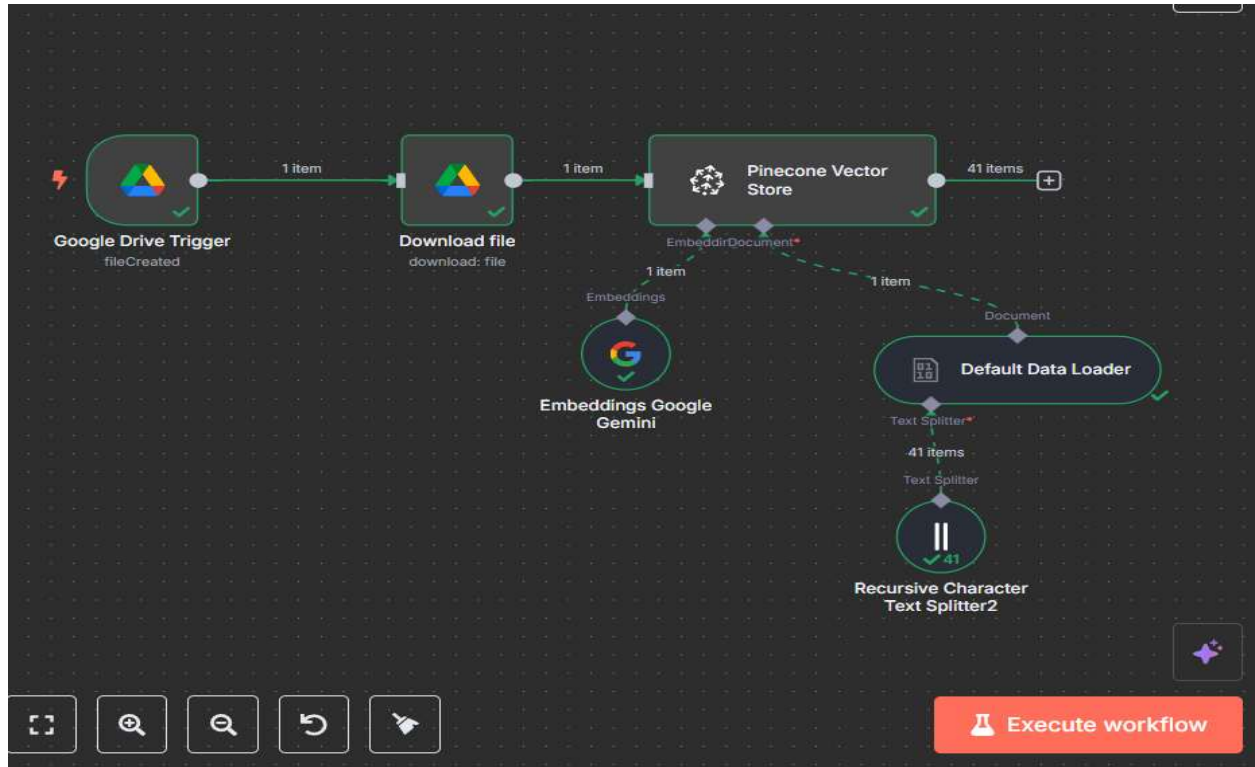 1 item
1 item
Pinecone Vector
Store
41 items
Google Drive Trigger
fileCreated
Download file
download: file
EmbeddirDocument*
1 item
1 item
Embeddings
Document
01
10
Default Data Loader
Embeddings Google
Gemini
Text Splitter*
41 items
Text Splitter
41
Recursive Character
Text Splitter2
Execute workflow